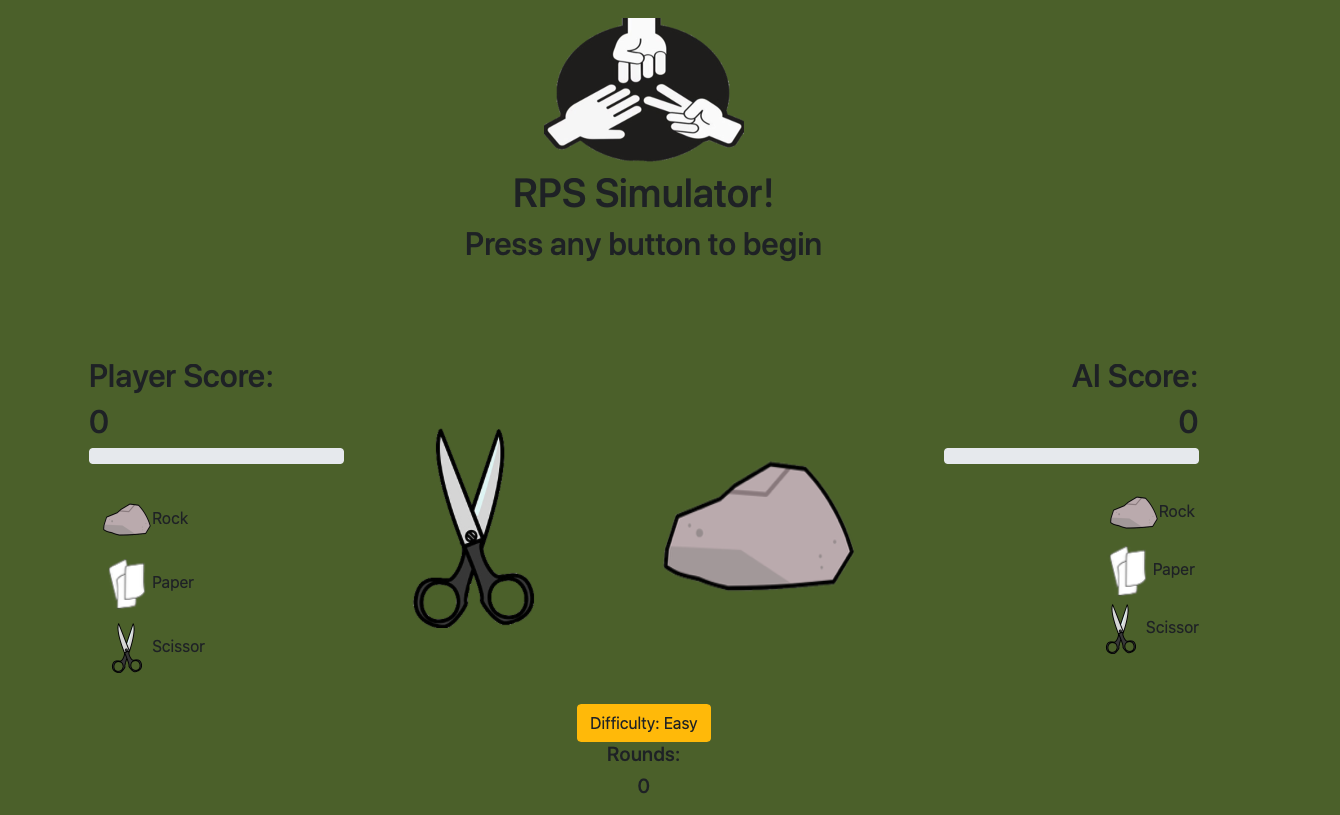 RPS Simulator!
Press any button to begin
Player Score:
0
Rock
Paper
Scissor
AI Score:
0
Rock
Paper
Scissor
Difficulty: Easy
Rounds:
0